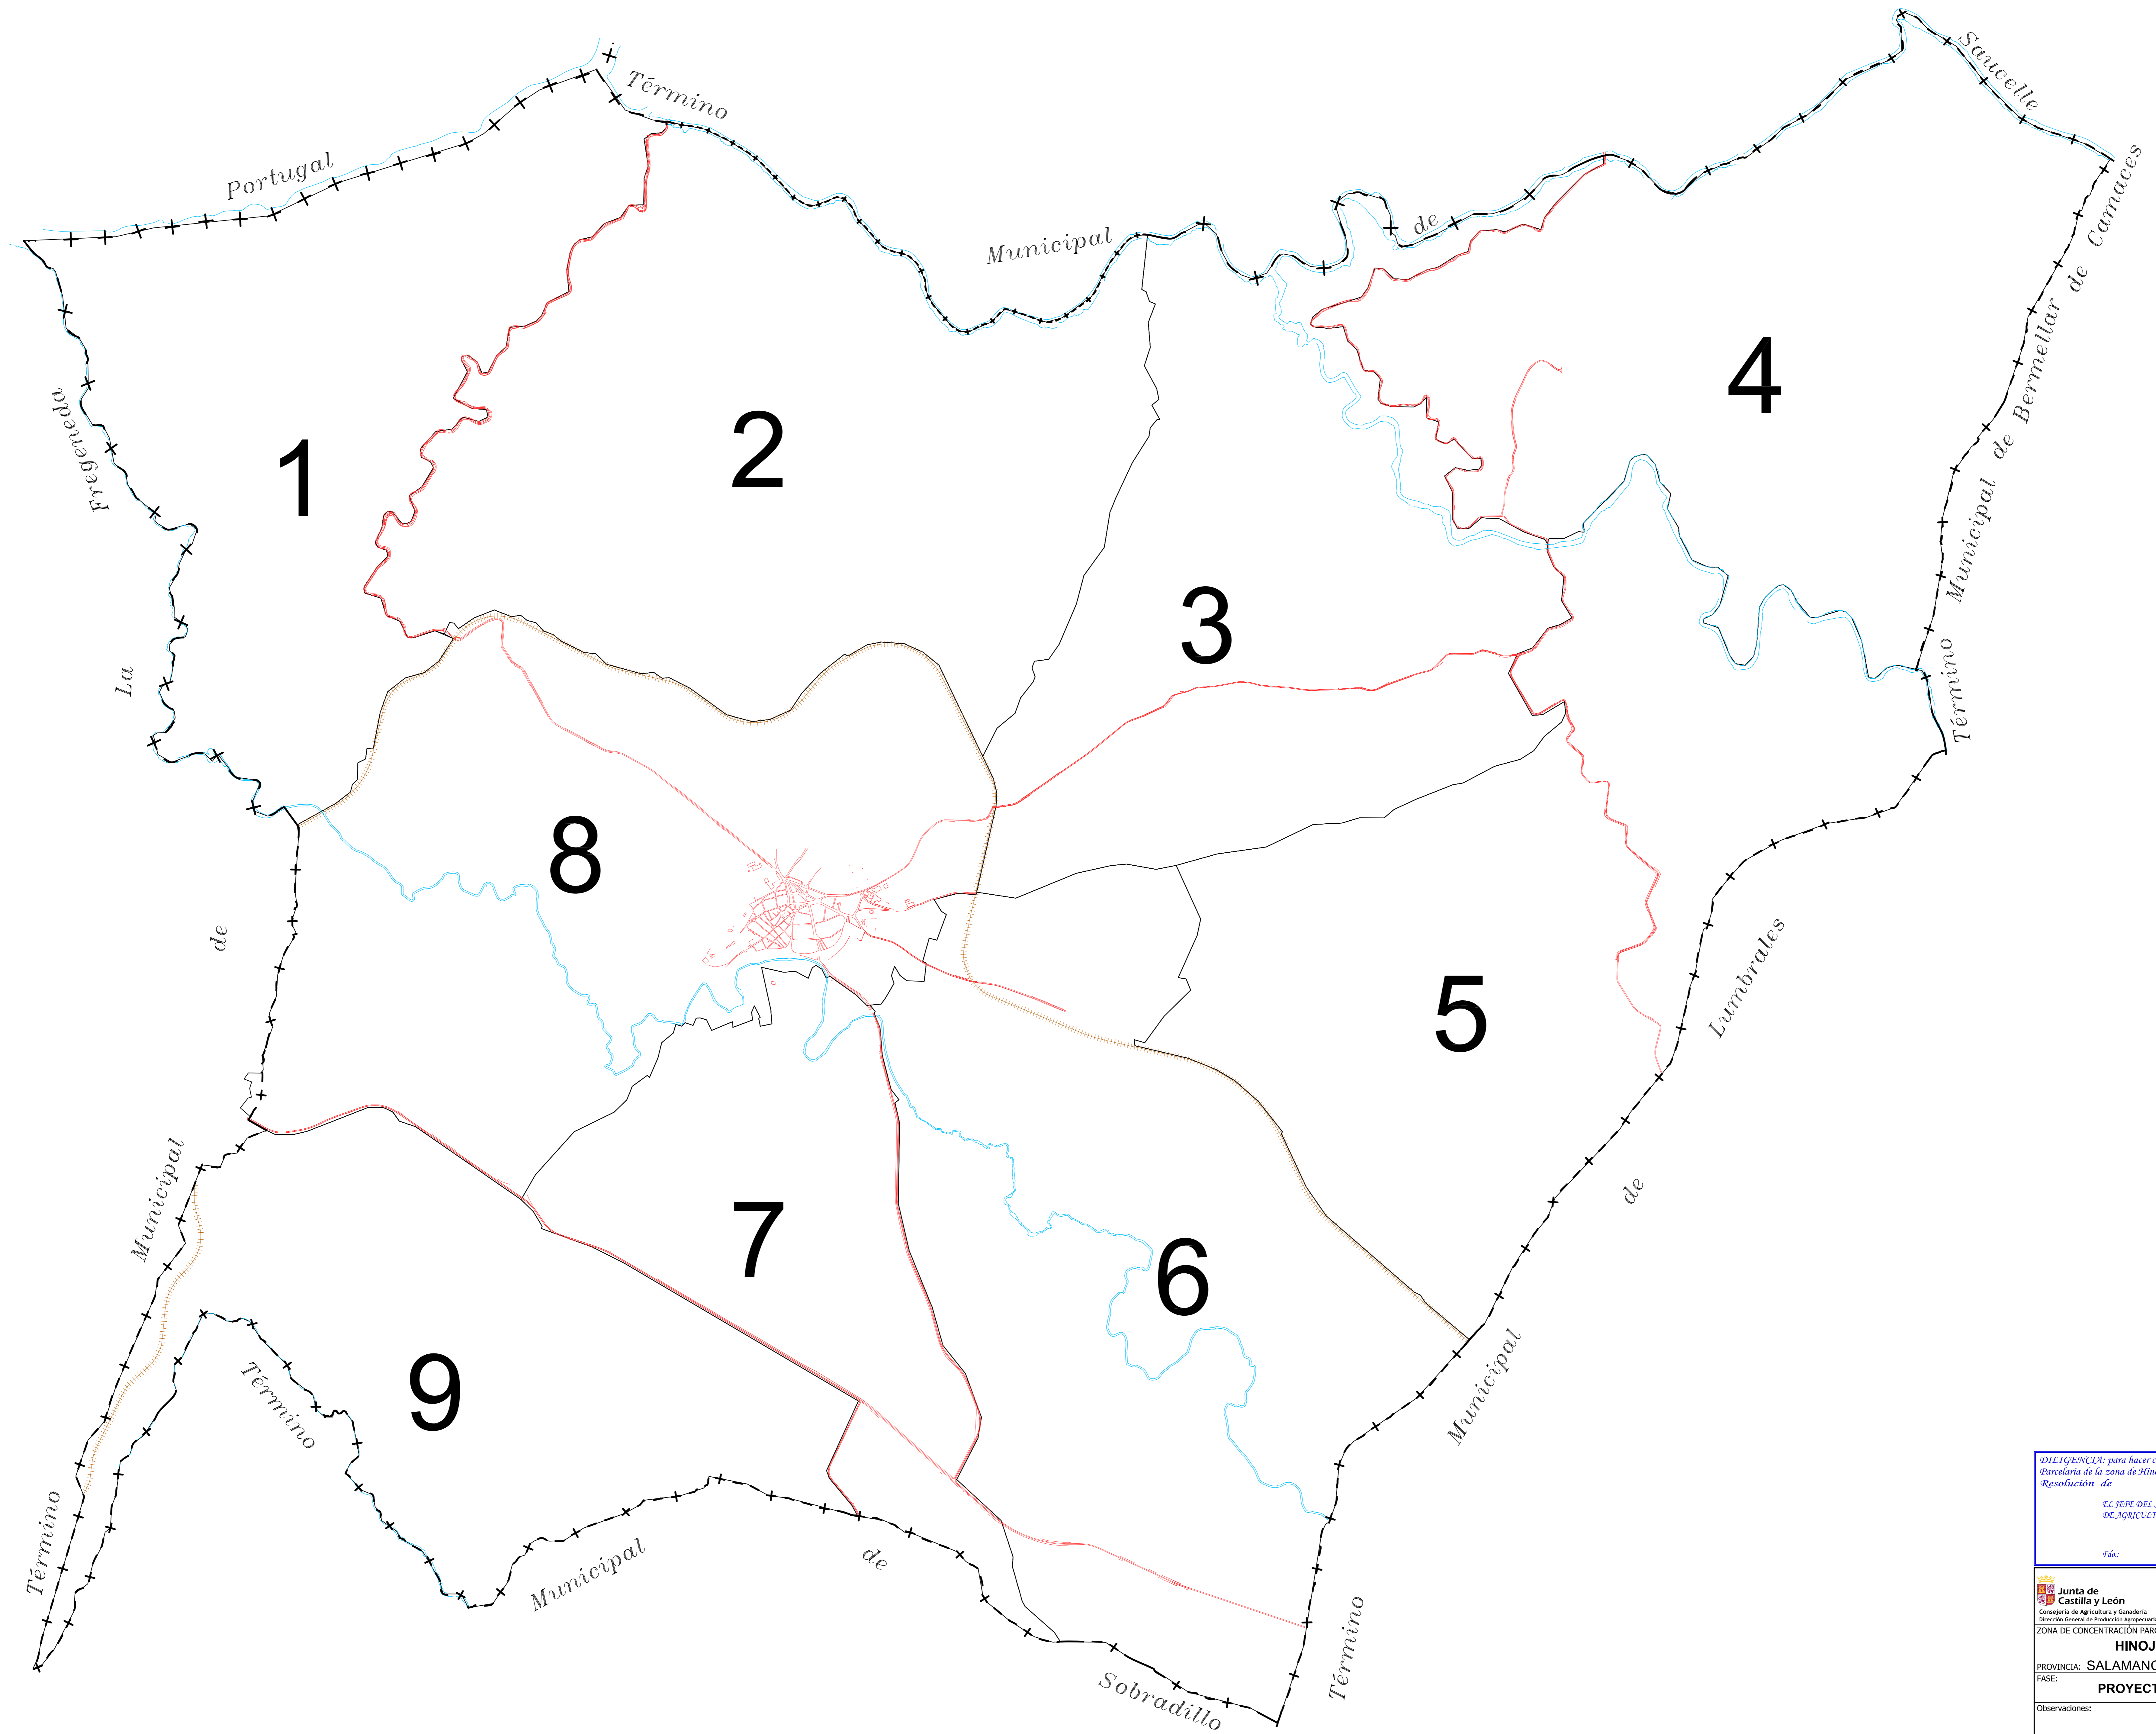 Saucelle
Término
Portugal
Municipal
de
Término Municipal de Bermellar de Camaces
4
2
1
Fregeneda
3
La
8
de
Lumbrales
5
de
Municipal
7
6
Municipal
9
Término
Término
Municipal
de
Término
Sobradillo
DILIGENCIA: para hacer c
Parcelaria de la zona de Hino
Resolución de
EL JEFE DEL
DE AGRICULT
Fdo.:
Junta de
Castilla y León
Consejería de Agricultura y Ganadería
Dirección General de Producción Agropecuaria
ZONA DE CONCENTRACIÓN PARC
HINOJ
PROVINCIA: SALAMANC
FASE:
PROYECT
Observaciones: